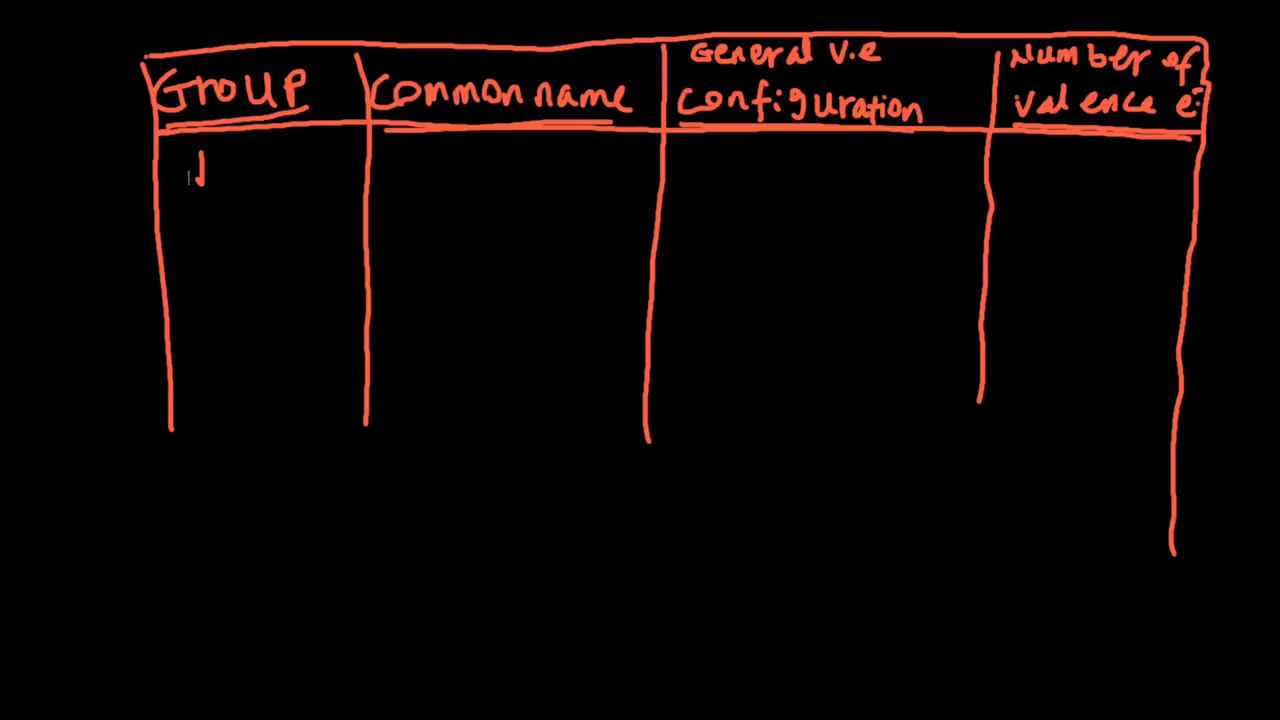 Group
Common name
General v.e
configuration
Number of
valence e⁻
1